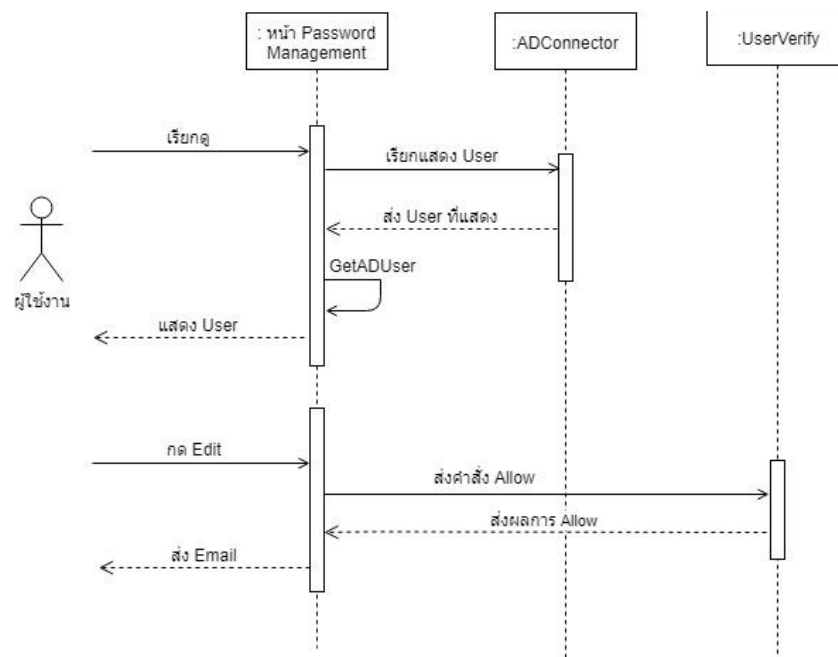 : หน้า Password
Management
:ADConnector
:UserVerify
เรียกดู
เรียกแสดง User
ส่ง User ที่แสดง
GetADUser
ผู้ใช้งาน
แสดง User
กด Edit
ส่งคำสั่ง Allow
ส่งผลการ Allow
ส่ง Email